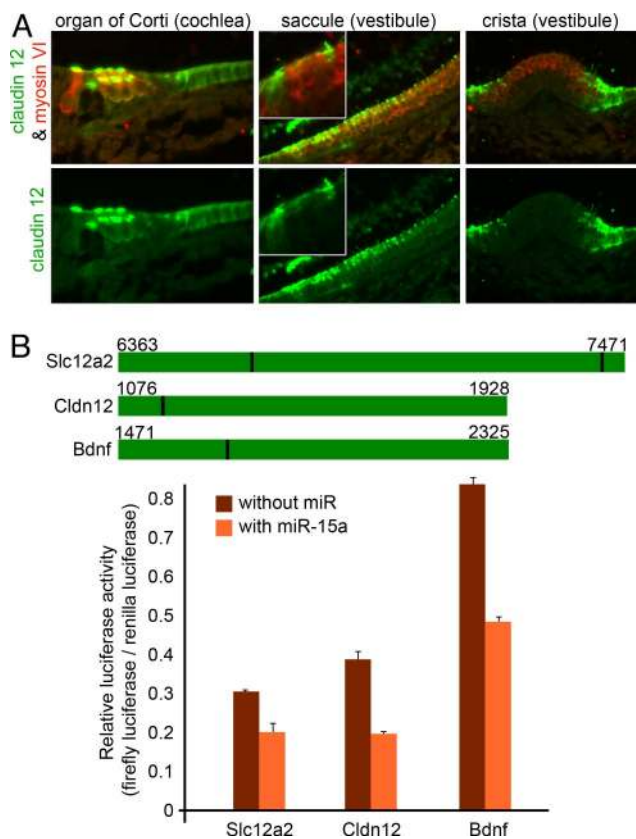 A
organ of Corti (cochlea) saccule (vestibule) crista (vestibule)
claudin 12
& myosin VI
claudin 12
B
6363 7471
Slc12a2
1076 1928
Cldn12
1471 2325
Bdnf
Relative luciferase activity
(firefly luciferase / renilla luciferase)
0.8
0.7
0.6
0.5
0.4
0.3
0.2
0.1
0
without miR
with miR-15a
Slc12a2 Cldn12 Bdnf